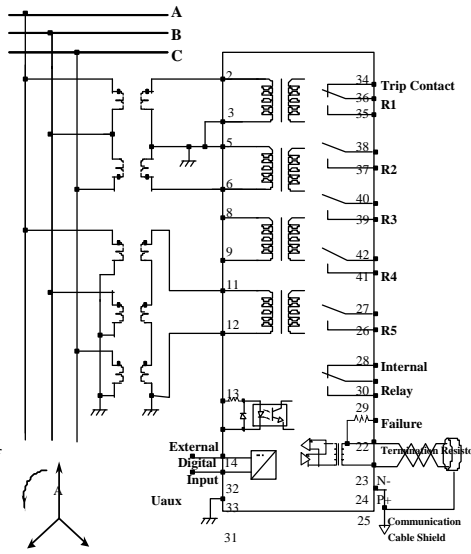 A
B
C
2
34
Trip Contact
36
R1
3
35
5
38
R2
6
37
40
8
R3
39
9
42
R4
41
11
27
12
R5
26
28
Internal
13
30
Relay
29
Failure
External
22
Termination Resisto
Digital
14
Input
23
N-
32
Uaux
24
P+
33
25
Communication
Cable Shield
31
A